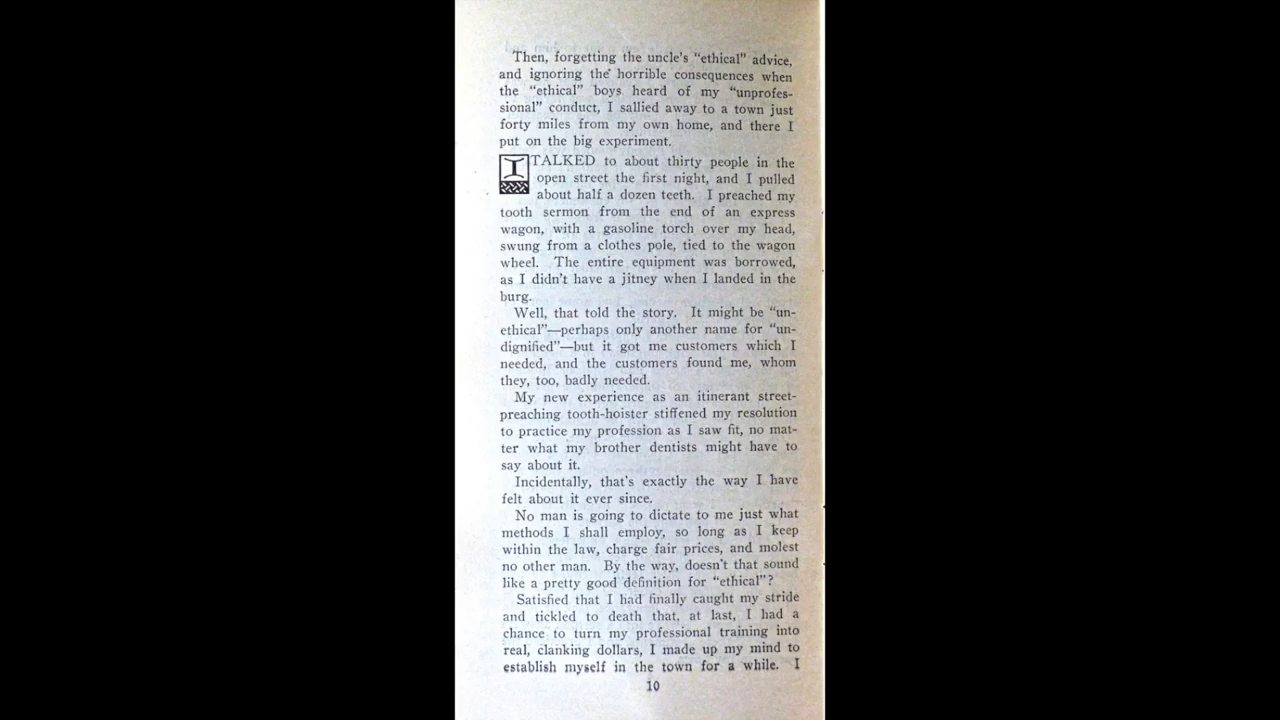 Then, forgetting the uncle's "ethical" advice,
and ignoring the horrible consequences when
the "ethical" boys heard of my "unprofes-
sional" conduct, I sallied away to a town just
forty miles from my own home, and there I
put on the big experiment.
I TALKED to about thirty people in the
open street the first night, and I pulled
about half a dozen teeth. I preached my
tooth sermon from the end of an express
wagon, with a gasoline torch over my head,
swung from a clothes pole, tied to the wagon
wheel. The entire equipment was borrowed,
as I didn't have a jitney when I landed in the
burg.
Well, that told the story. It might be "un-
ethical"—perhaps only another name for "un-
dignified"—but it got me customers which I
needed, and the customers found me, whom
they, too, badly needed.
My new experience as an itinerant street-
preaching tooth-hoister stiffened my resolution
to practice my profession as I saw fit, no mat-
ter what my brother dentists might have to
say about it.
Incidentally, that's exactly the way I have
felt about it ever since.
No man is going to dictate to me just what
methods I shall employ, so long as I keep
within the law, charge fair prices, and molest
no other man. By the way, doesn't that sound
like a pretty good definition for "ethical"?
Satisfied that I had finally caught my stride
and tickled to death that, at last, I had a
chance to turn my professional training into
real, clanking dollars, I made up my mind to
establish myself in the town for a while. I
10